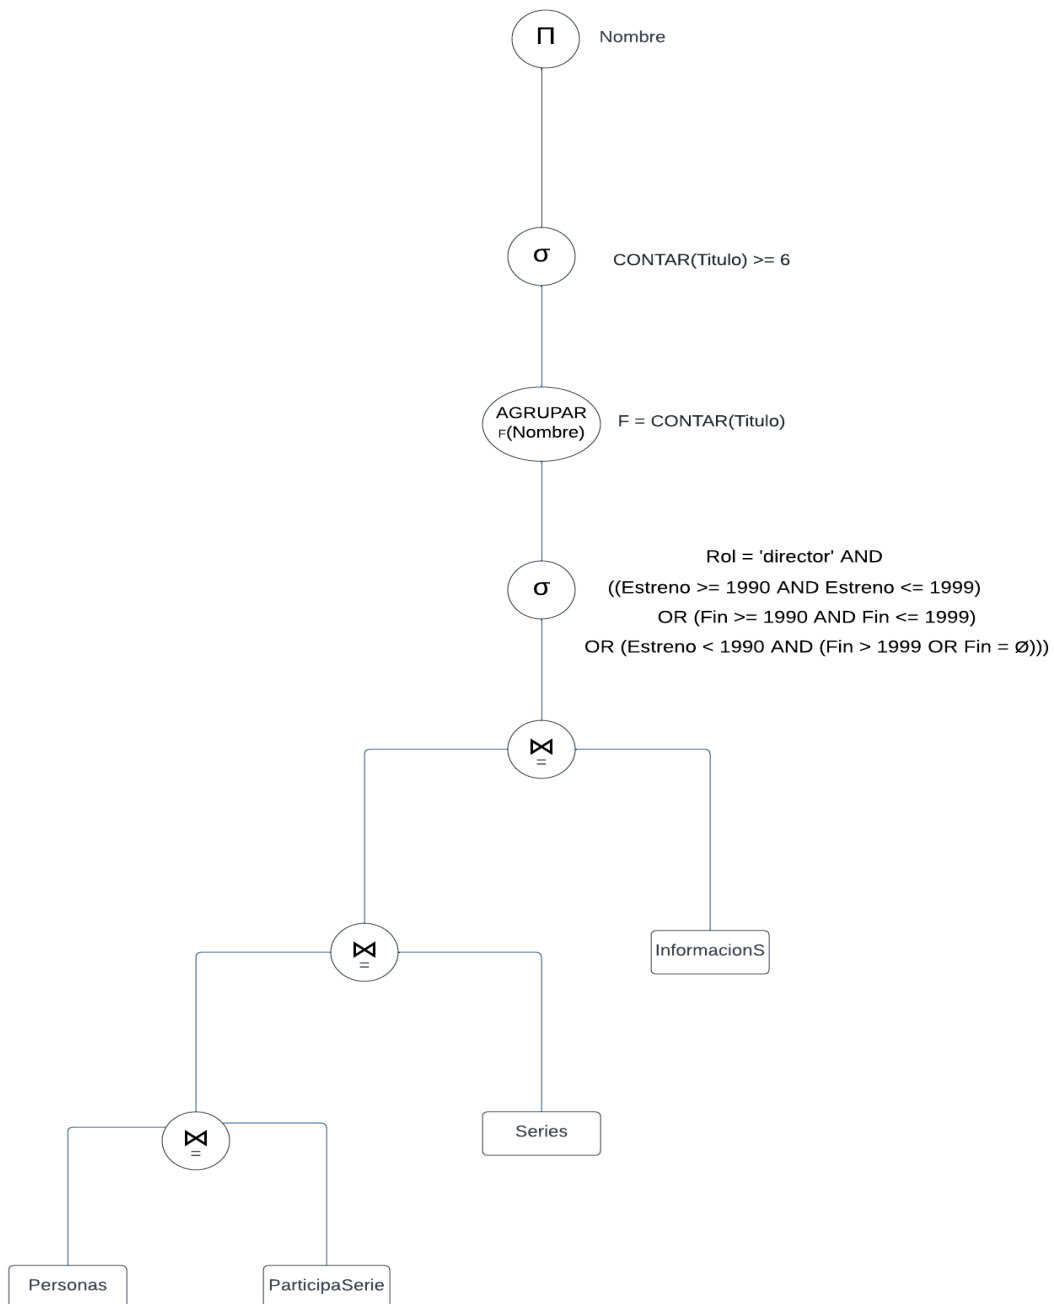 Π Nombre
σ CONTAR(Titulo) >= 6
AGRUPAR
F(Nombre)
F = CONTAR(Titulo)
Rol = 'director' AND
σ ((Estreno >= 1990 AND Estreno <= 1999)
OR (Fin >= 1990 AND Fin <= 1999)
OR (Estreno < 1990 AND (Fin > 1999 OR Fin = Ø)))
⋈
=
⋈
=
InformacionS
⋈
=
Series
Personas
ParticipaSerie